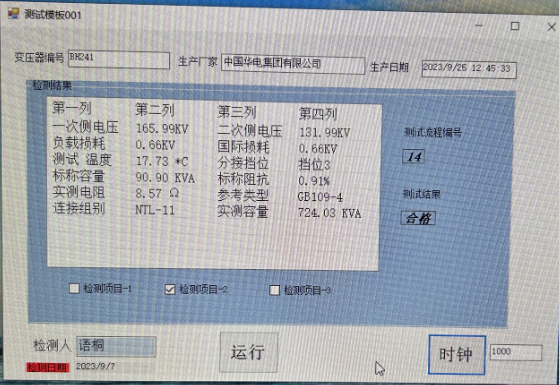 测试模板001
变压器编号 BH241 生产厂家 中国华电集团有限公司 生产日期 2023/9/25 12:45:33
检测结果
第一列 第二列 第三列 第四列
一次侧电压 165.99KV 二次侧电压 131.99KV
负载损耗 0.66KV 国际损耗 0.66KV
测试 温度 17.73 *C 分接挡位 挡位3
标称容量 90.90 KVA 标称阻抗 0.91%
实测电阻 8.57 Ω 参考类型 GB109-4
连接组别 NTL-11 实测容量 724.03 KVA
测试流程编号
14
测试结果
合格
检测项目-1 检测项目-2 检测项目-3
检测人 语桐 运行 时钟 1000
检测日期 2023/9/7